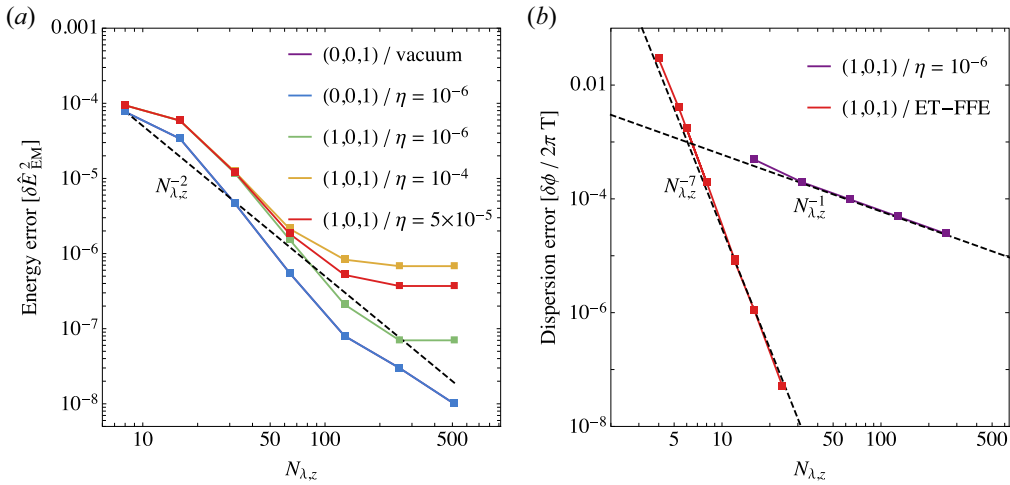 (a)
0.001
10⁻⁴
10⁻⁵
10⁻⁶
10⁻⁷
10⁻⁸
Energy error [δÊ²_EM]
(0,0,1) / vacuum
(0,0,1) / η = 10⁻⁶
(1,0,1) / η = 10⁻⁶
(1,0,1) / η = 10⁻⁴
(1,0,1) / η = 5×10⁻⁵
N_λ,z⁻²
10 50 100 500
N_λ,z
(b)
0.01
10⁻⁴
10⁻⁶
10⁻⁸
Dispersion error [δϕ / 2π T]
(1,0,1) / η = 10⁻⁶
(1,0,1) / ET−FFE
N_λ,z⁻⁷
N_λ,z⁻¹
5 10 50 100 500
N_λ,z